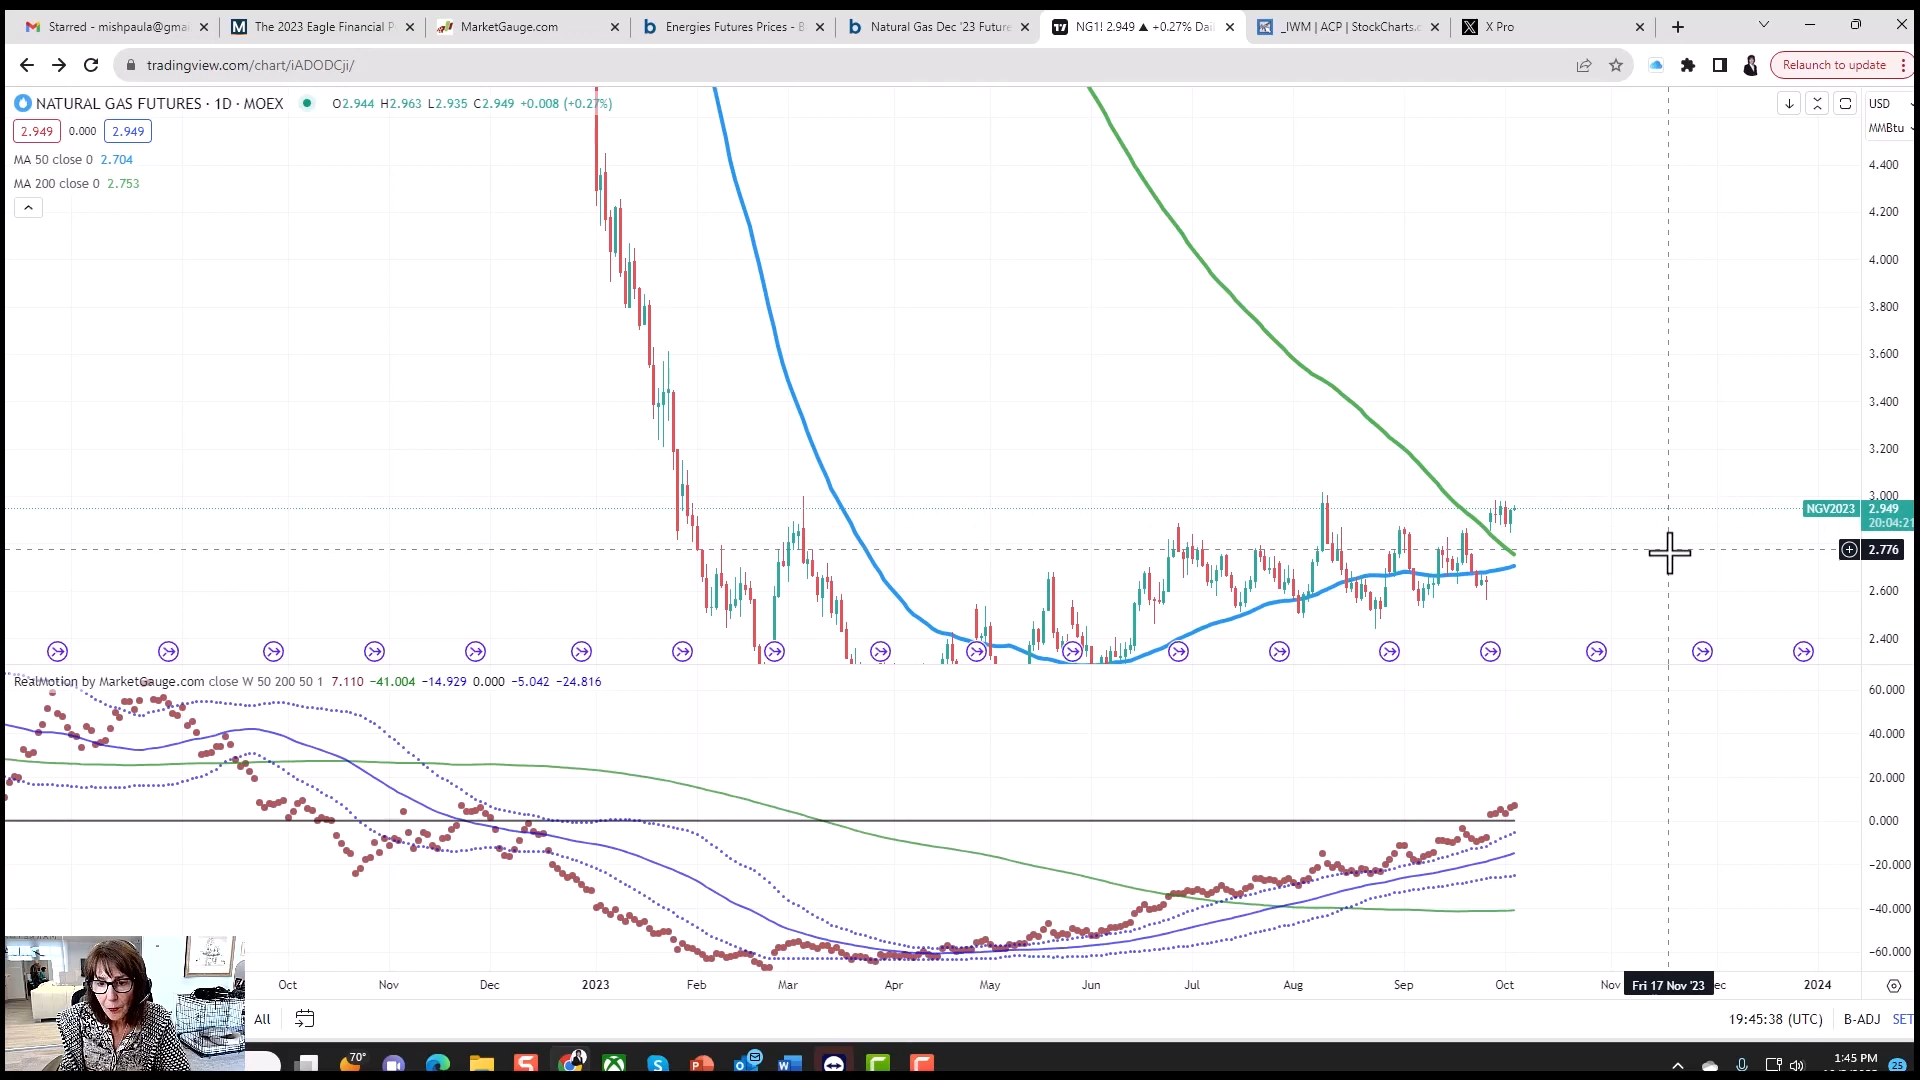 Starred - mishpaula@gmai
The 2023 Eagle Financial P
MarketGauge.com
Energies Futures Prices - B
Natural Gas Dec '23 Future
NG1! 2.949 ▲ +0.27% Dai
_IWM | ACP | StockCharts.c
X Pro
tradingview.com/chart/iADODCji/
Relaunch to update
NATURAL GAS FUTURES · 1D · MOEX O2.944 H2.963 L2.935 C2.949 +0.008 (+0.27%)
USD
2.949 0.000 2.949
MMBtu
MA 50 close 0 2.704
MA 200 close 0 2.753
4.400
4.200
4.000
3.800
3.600
3.400
3.200
3.000
NGV2023 2.949
20:04:21
2.776
2.600
2.400
RealMotion by MarketGauge.com close W 50 200 50 1 7.110 −41.004 −14.929 0.000 −5.042 −24.816
60.000
40.000
20.000
0.000
−20.000
−40.000
−60.000
Oct Nov Dec 2023 Feb Mar Apr May Jun Jul Aug Sep Oct Nov Fri 17 Nov '23 ec 2024
All
19:45:38 (UTC) B-ADJ SET
70°
1:45 PM
25